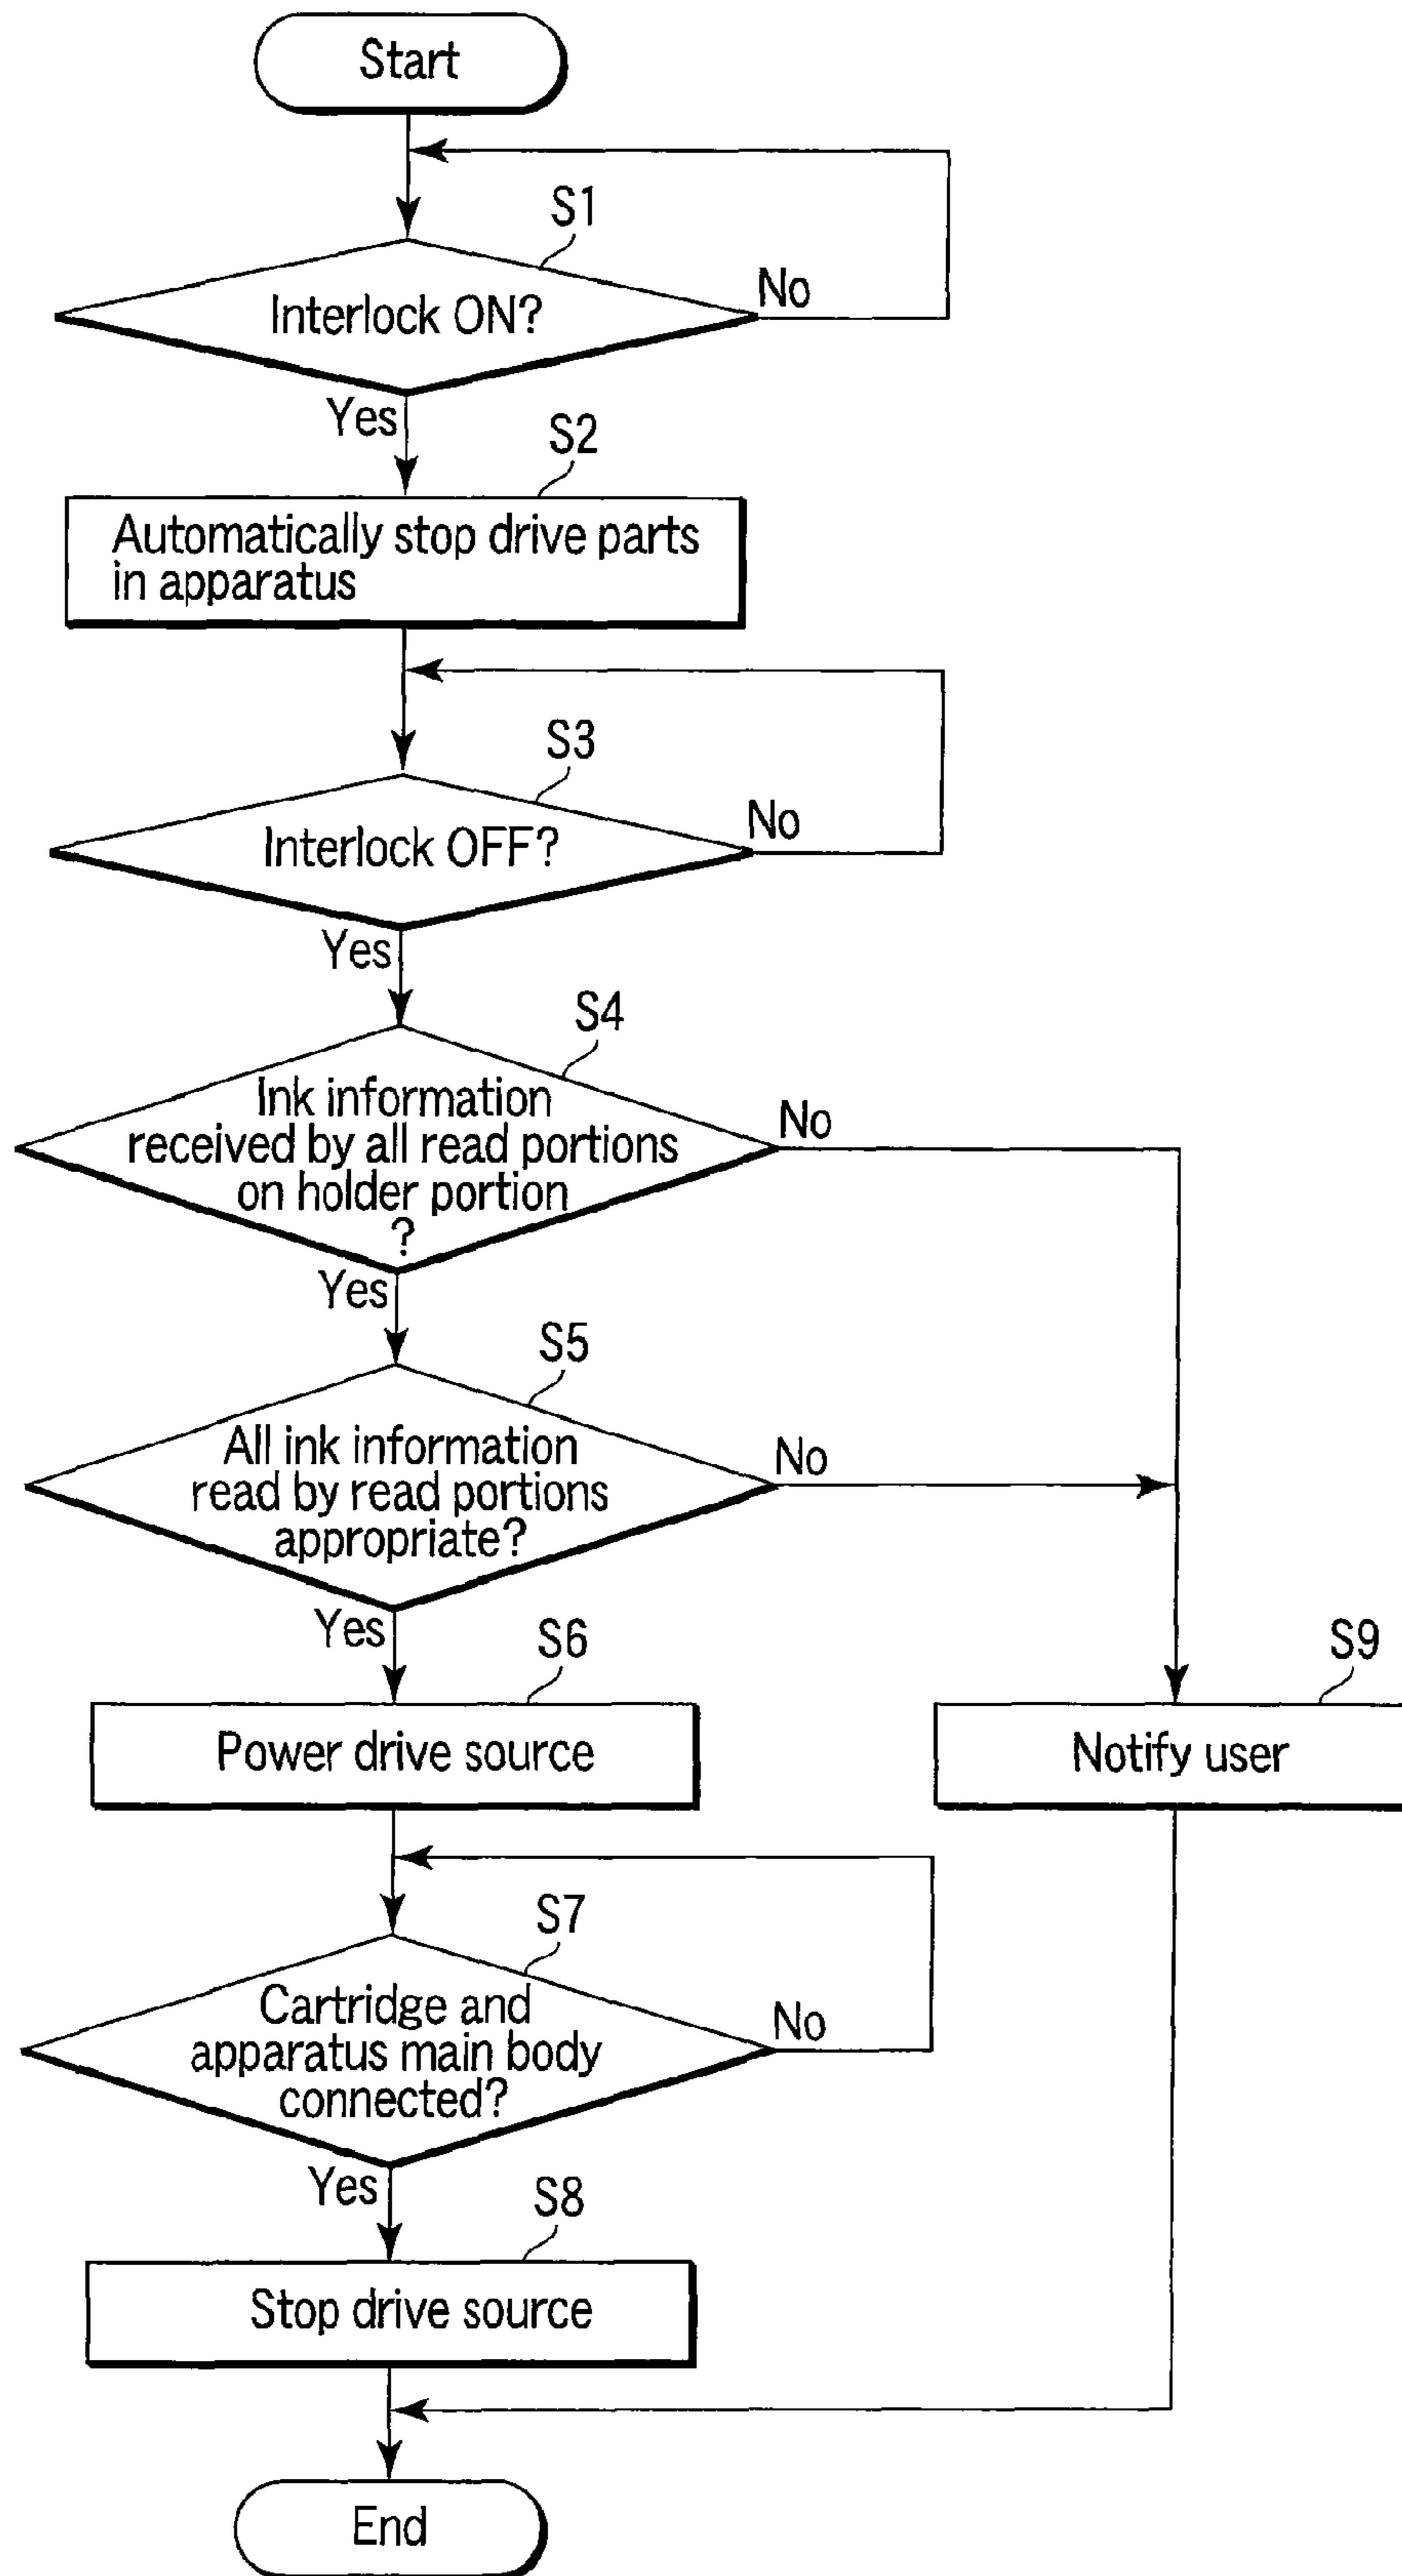 Start
S1
Interlock ON?
No
Yes
S2
Automatically stop drive parts
in apparatus
S3
Interlock OFF?
No
Yes
S4
Ink information
received by all read portions
on holder portion
?
No
Yes
S5
All ink information
read by read portions
appropriate?
No
Yes
S6
Power drive source
S9
Notify user
S7
Cartridge and
apparatus main body
connected?
No
Yes
S8
Stop drive source
End